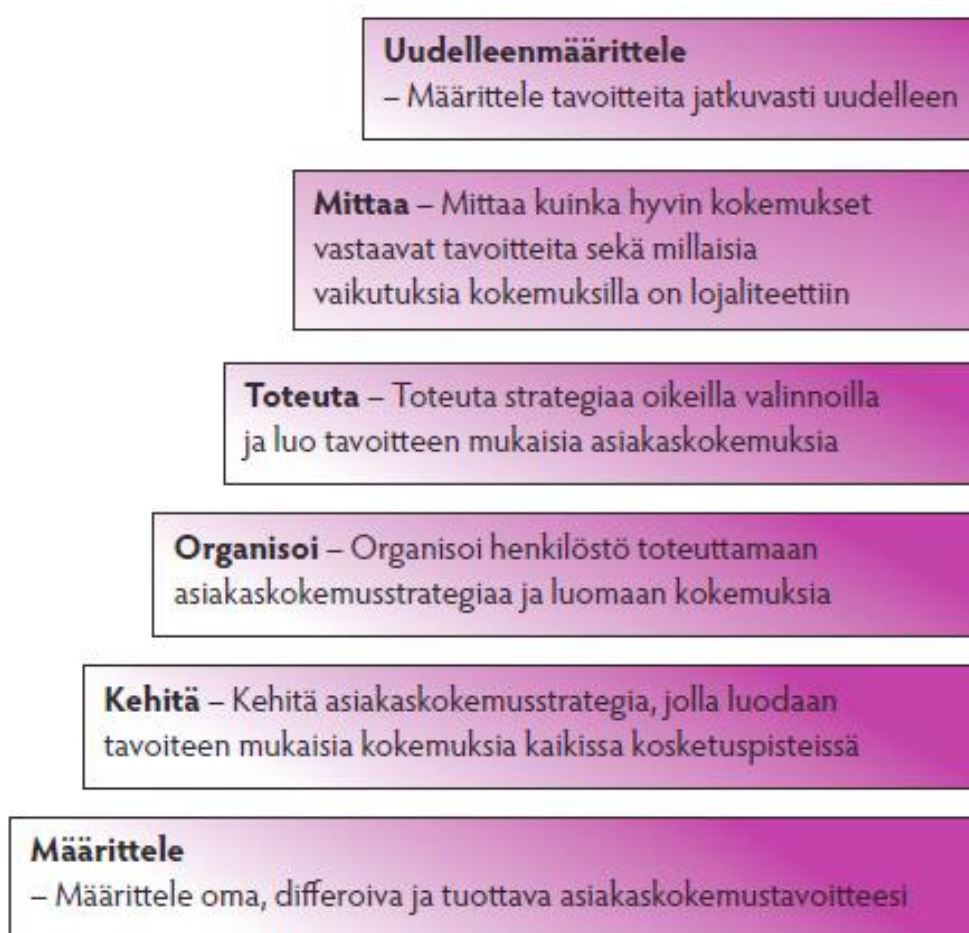 Uudelleenmäärittele
– Määrittele tavoitteita jatkuvasti uudelleen
Mittaa – Mittaa kuinka hyvin kokemukset
vastaavat tavoitteita sekä millaisia
vaikutuksia kokemuksilla on lojaliteettiin
Toteuta – Toteuta strategiaa oikeilla valinnoilla
ja luo tavoitteen mukaisia asiakaskokemuksia
Organisoi – Organisoi henkilöstö toteuttamaan
asiakaskokemusstrategiaa ja luomaan kokemuksia
Kehitä – Kehitä asiakaskokemusstrategia, jolla luodaan
tavoiteen mukaisia kokemuksia kaikissa kosketuspisteissä
Määrittele
– Määrittele oma, differoiva ja tuottava asiakaskokemustavoitteesi